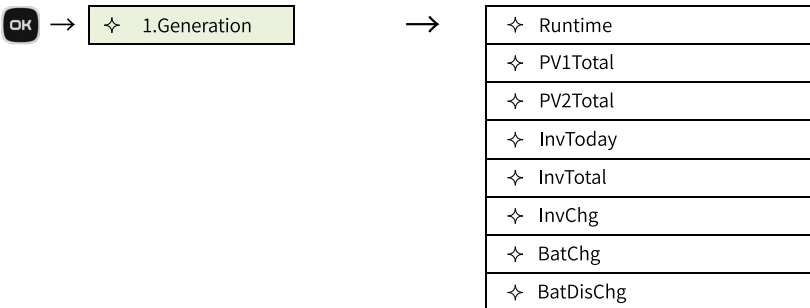 OK
1.Generation
Runtime
PV1Total
PV2Total
InvToday
InvTotal
InvChg
BatChg
BatDisChg